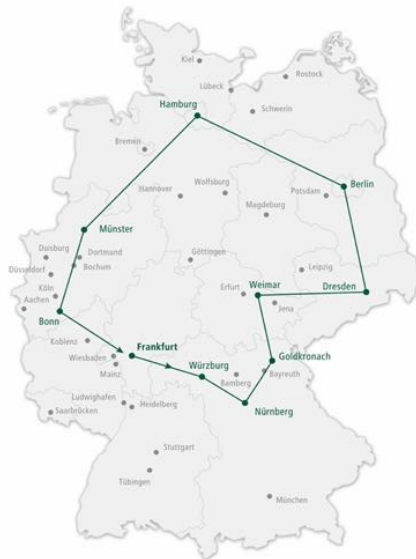 Kiel
Rostock
Lübeck
Hamburg
Schwerin
Bremen
Berlin
Wolfsburg
Hannover
Potsdam
Magdeburg
Münster
Duisburg
Dortmund
Göttingen
Düsseldorf
Bochum
Leipzig
Köln
Erfurt
Weimar
Dresden
Aachen
Jena
Bonn
Koblenz
Frankfurt
Goldkronach
Wiesbaden
Würzburg
Bayreuth
Mainz
Bamberg
Ludwighafen
Nürnberg
Heidelberg
Saarbrücken
Stuttgart
Tübingen
München